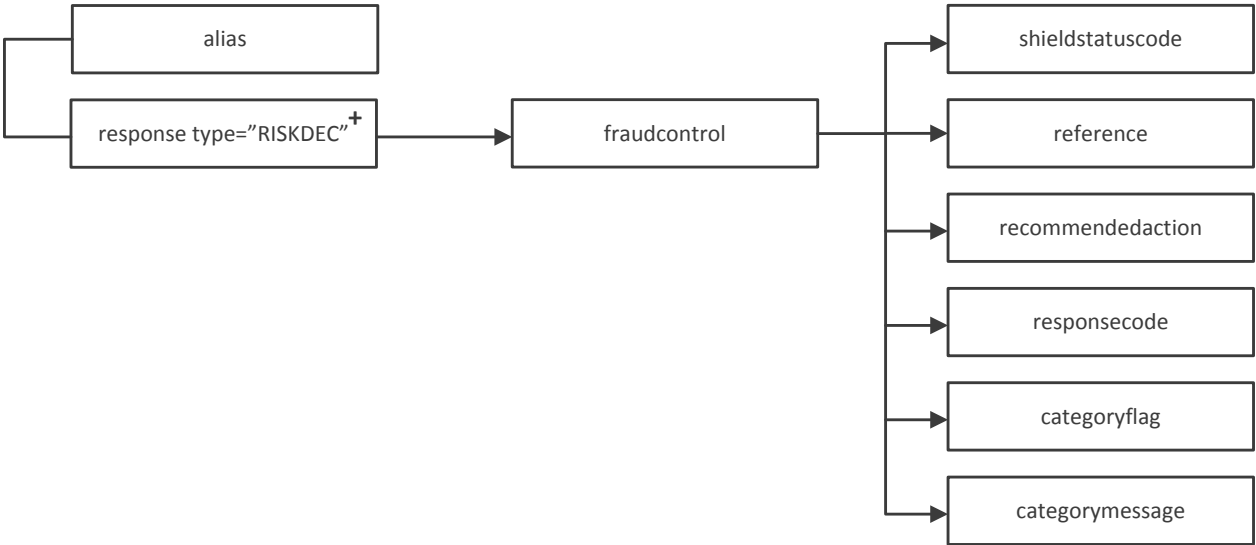 alias
response type=”RISKDEC”+
fraudcontrol
shieldstatuscode
reference
recommendedaction
responsecode
categoryflag
categorymessage